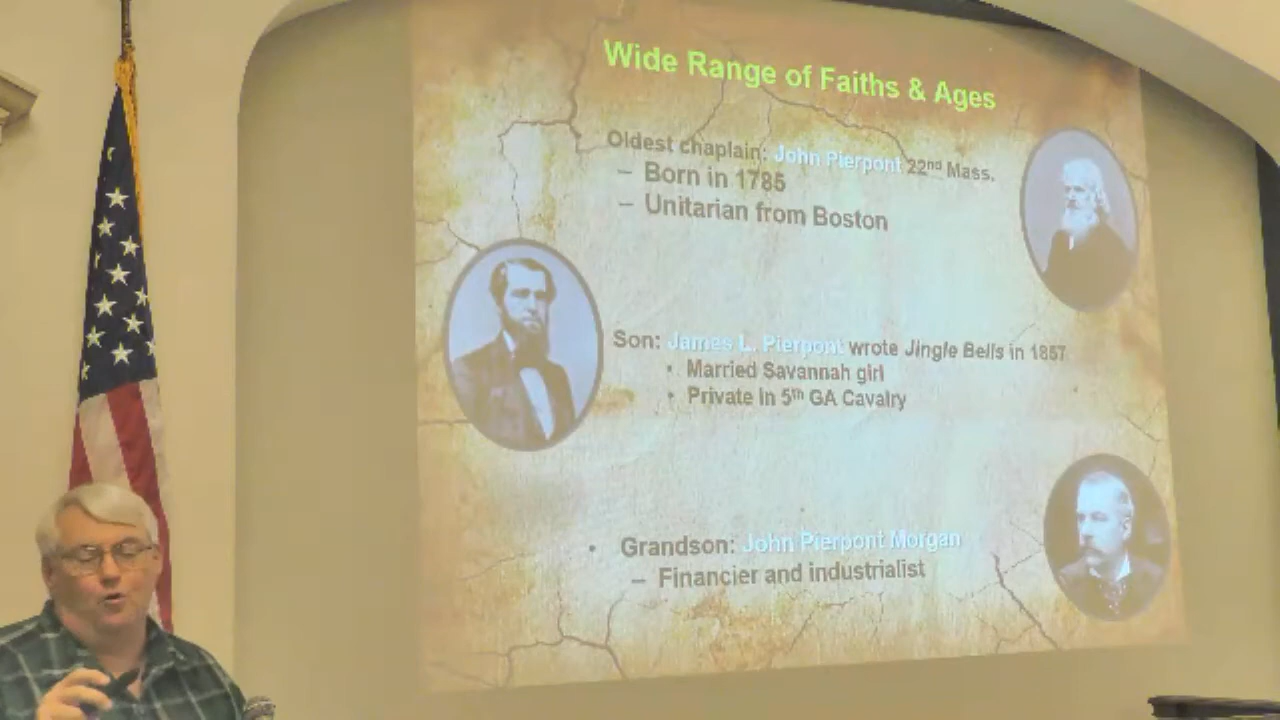 Wide Range of Faiths & Ages
Oldest chaplain: John Pierpont 22nd Mass.
– Born in 1785
– Unitarian from Boston
Son: James L. Pierpont wrote Jingle Bells in 1857
• Married Savannah girl
• Private in 5th GA Cavalry
• Grandson: John Pierpont Morgan
– Financier and industrialist